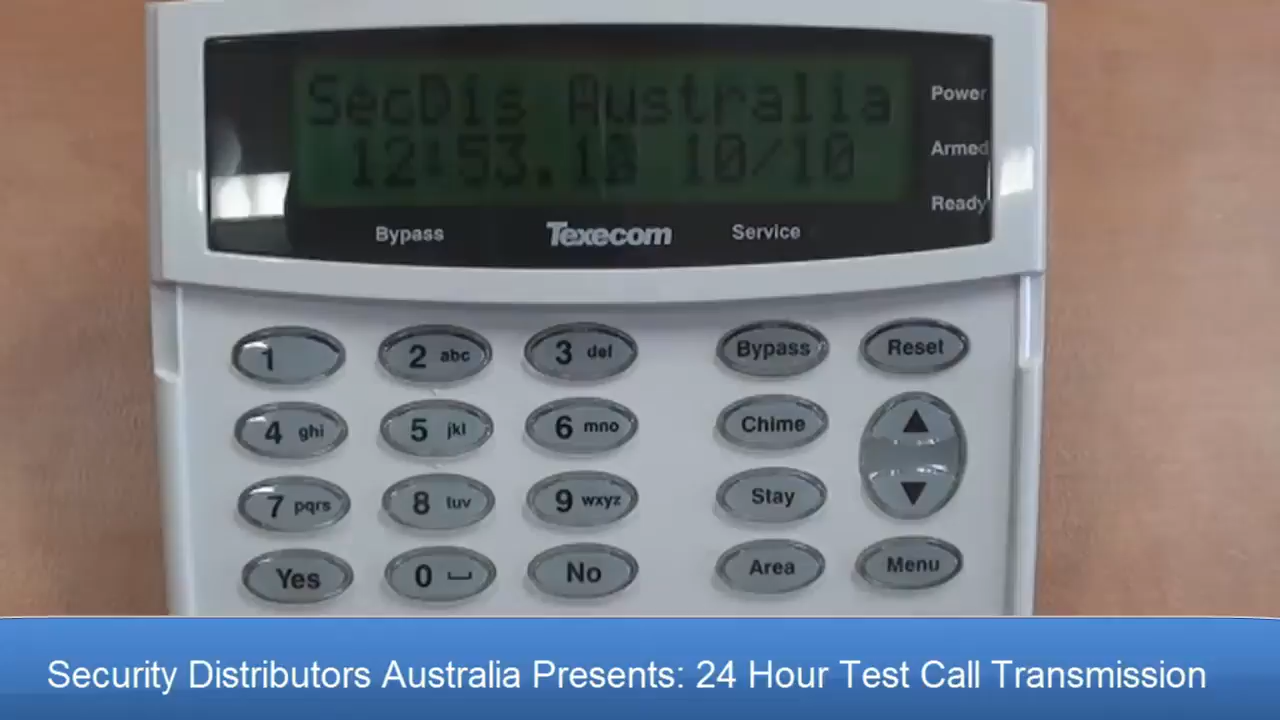 SecDis Australia
12:53.1 10/10
Power
Armed
Ready
Bypass Texecom Service
1 2 abc 3 def Bypass Reset
4 ghi 5 jkl 6 mno Chime
7 pqrs 8 tuv 9 wxyz Stay
Yes 0 No Area Menu
Security Distributors Australia Presents: 24 Hour Test Call Transmission